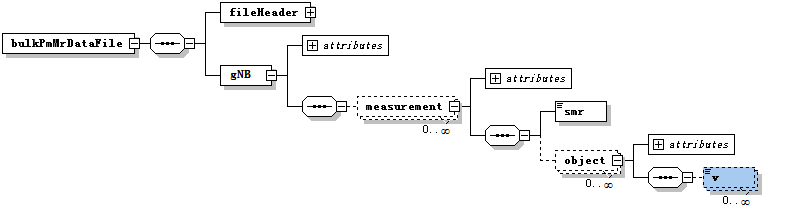 fileHeader
bulkPmMrDataFile
attributes
gNB
attributes
measurement
0..∞
smr
attributes
object
0..∞
v
0..∞